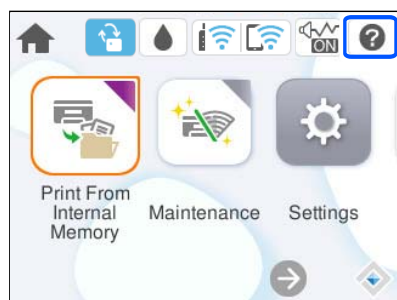 ON
?
Print From
Internal
Memory
Maintenance
Settings